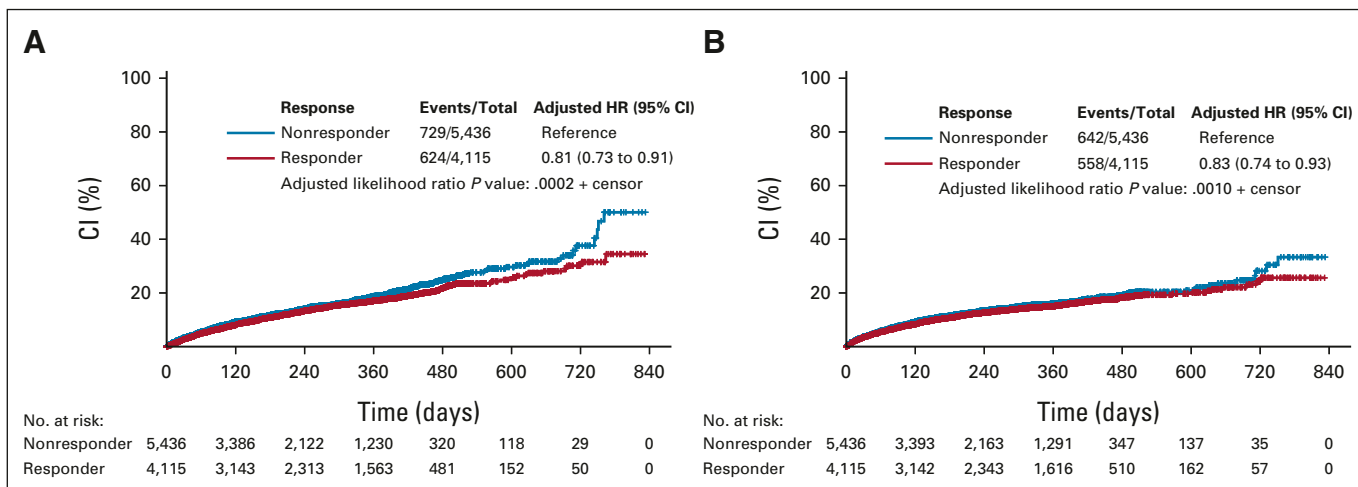 A
100
80
60
40
20
CI (%)
Response Events/Total Adjusted HR (95% CI)
Nonresponder 729/5,436 Reference
Responder 624/4,115 0.81 (0.73 to 0.91)
Adjusted likelihood ratio P value: .0002 + censor
0 120 240 360 480 600 720 840
Time (days)
No. at risk:
Nonresponder 5,436 3,386 2,122 1,230 320 118 29 0
Responder 4,115 3,143 2,313 1,563 481 152 50 0
B
100
80
60
40
20
CI (%)
Response Events/Total Adjusted HR (95% CI)
Nonresponder 642/5,436 Reference
Responder 558/4,115 0.83 (0.74 to 0.93)
Adjusted likelihood ratio P value: .0010 + censor
0 120 240 360 480 600 720 840
Time (days)
No. at risk:
Nonresponder 5,436 3,393 2,163 1,291 347 137 35 0
Responder 4,115 3,142 2,343 1,616 510 162 57 0